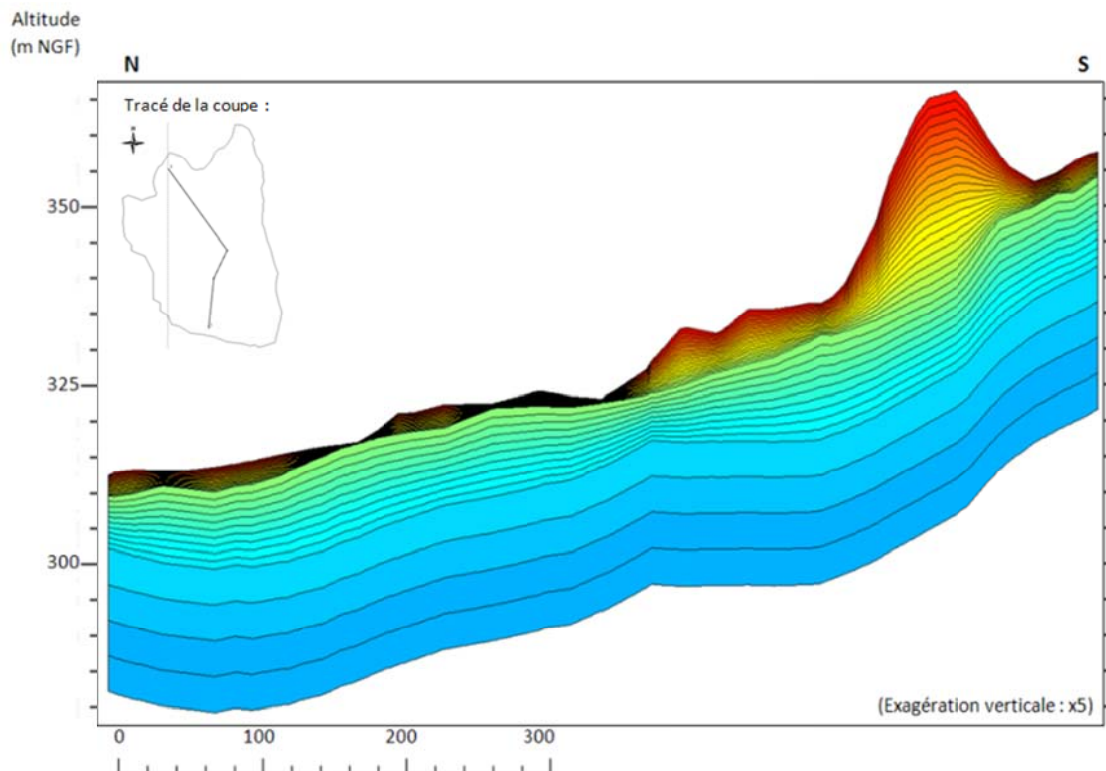 Altitude
(m NGF)
N
S
Tracé de la coupe :
350
325
300
(Exagération verticale : x5)
0
100
200
300